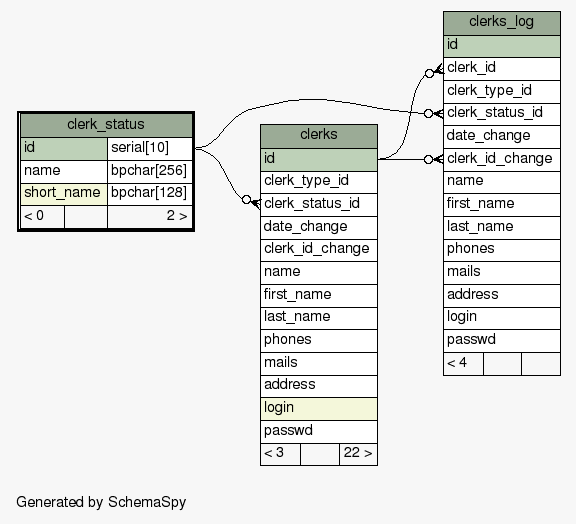 clerk_status
id serial[10]
name bpchar[256]
short_name bpchar[128]
< 0 2 >
clerks
id
clerk_type_id
clerk_status_id
date_change
clerk_id_change
name
first_name
last_name
phones
mails
address
login
passwd
< 3 22 >
clerks_log
id
clerk_id
clerk_type_id
clerk_status_id
date_change
clerk_id_change
name
first_name
last_name
phones
mails
address
login
passwd
< 4
Generated by SchemaSpy